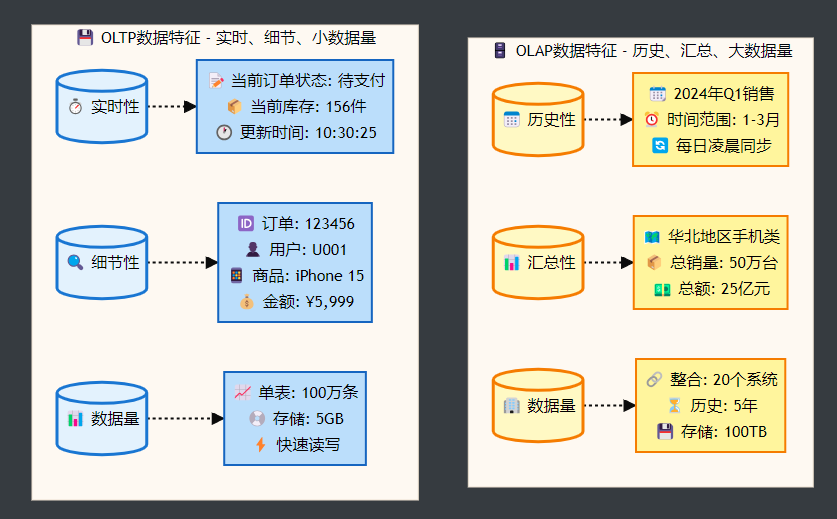 💾 OLTP数据特征 - 实时、细节、小数据量
⏱️ 实时性
📝 当前订单状态: 待支付
📦 当前库存: 156件
🕐 更新时间: 10:30:25
🔍 细节性
🆔 订单: 123456
👤 用户: U001
📱 商品: iPhone 15
💰 金额: ¥5,999
📊 数据量
📈 单表: 100万条
💽 存储: 5GB
⚡ 快速读写
🗄️ OLAP数据特征 - 历史、汇总、大数据量
📅 历史性
📆 2024年Q1销售
⏰ 时间范围: 1-3月
🔄 每日凌晨同步
📊 汇总性
🗺️ 华北地区手机类
📦 总销量: 50万台
💵 总额: 25亿元
🏢 数据量
🔗 整合: 20个系统
⏳ 历史: 5年
💾 存储: 100TB